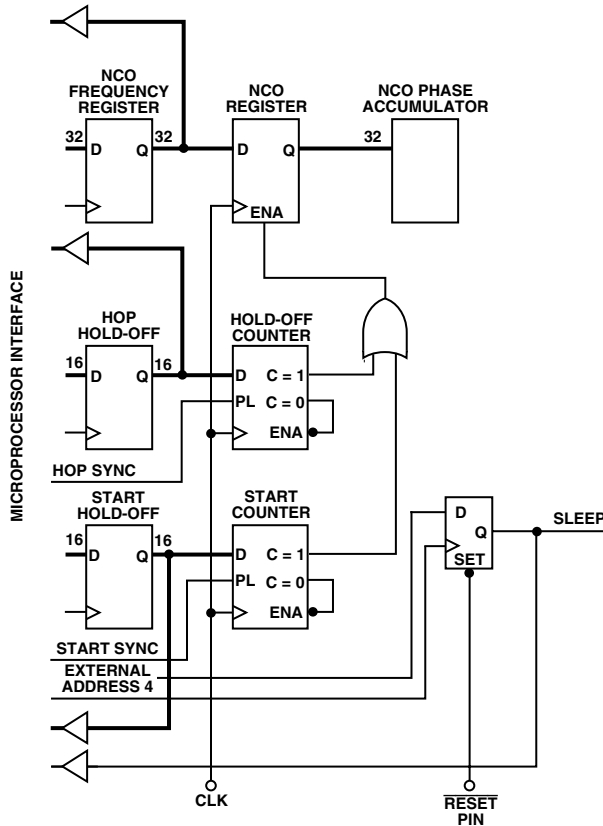 NCO
FREQUENCY
REGISTER
NCO
REGISTER
NCO PHASE
ACCUMULATOR
32
D
Q
32
D
Q
ENA
32
MICROPROCESSOR INTERFACE
HOP
HOLD-OFF
HOLD-OFF
COUNTER
16
D
Q
16
D
C = 1
PL
C = 0
ENA
HOP SYNC
START
HOLD-OFF
START
COUNTER
16
D
Q
16
D
C = 1
PL
C = 0
ENA
D
Q
SET
SLEEP
START SYNC
EXTERNAL
ADDRESS 4
CLK
RESET
PIN